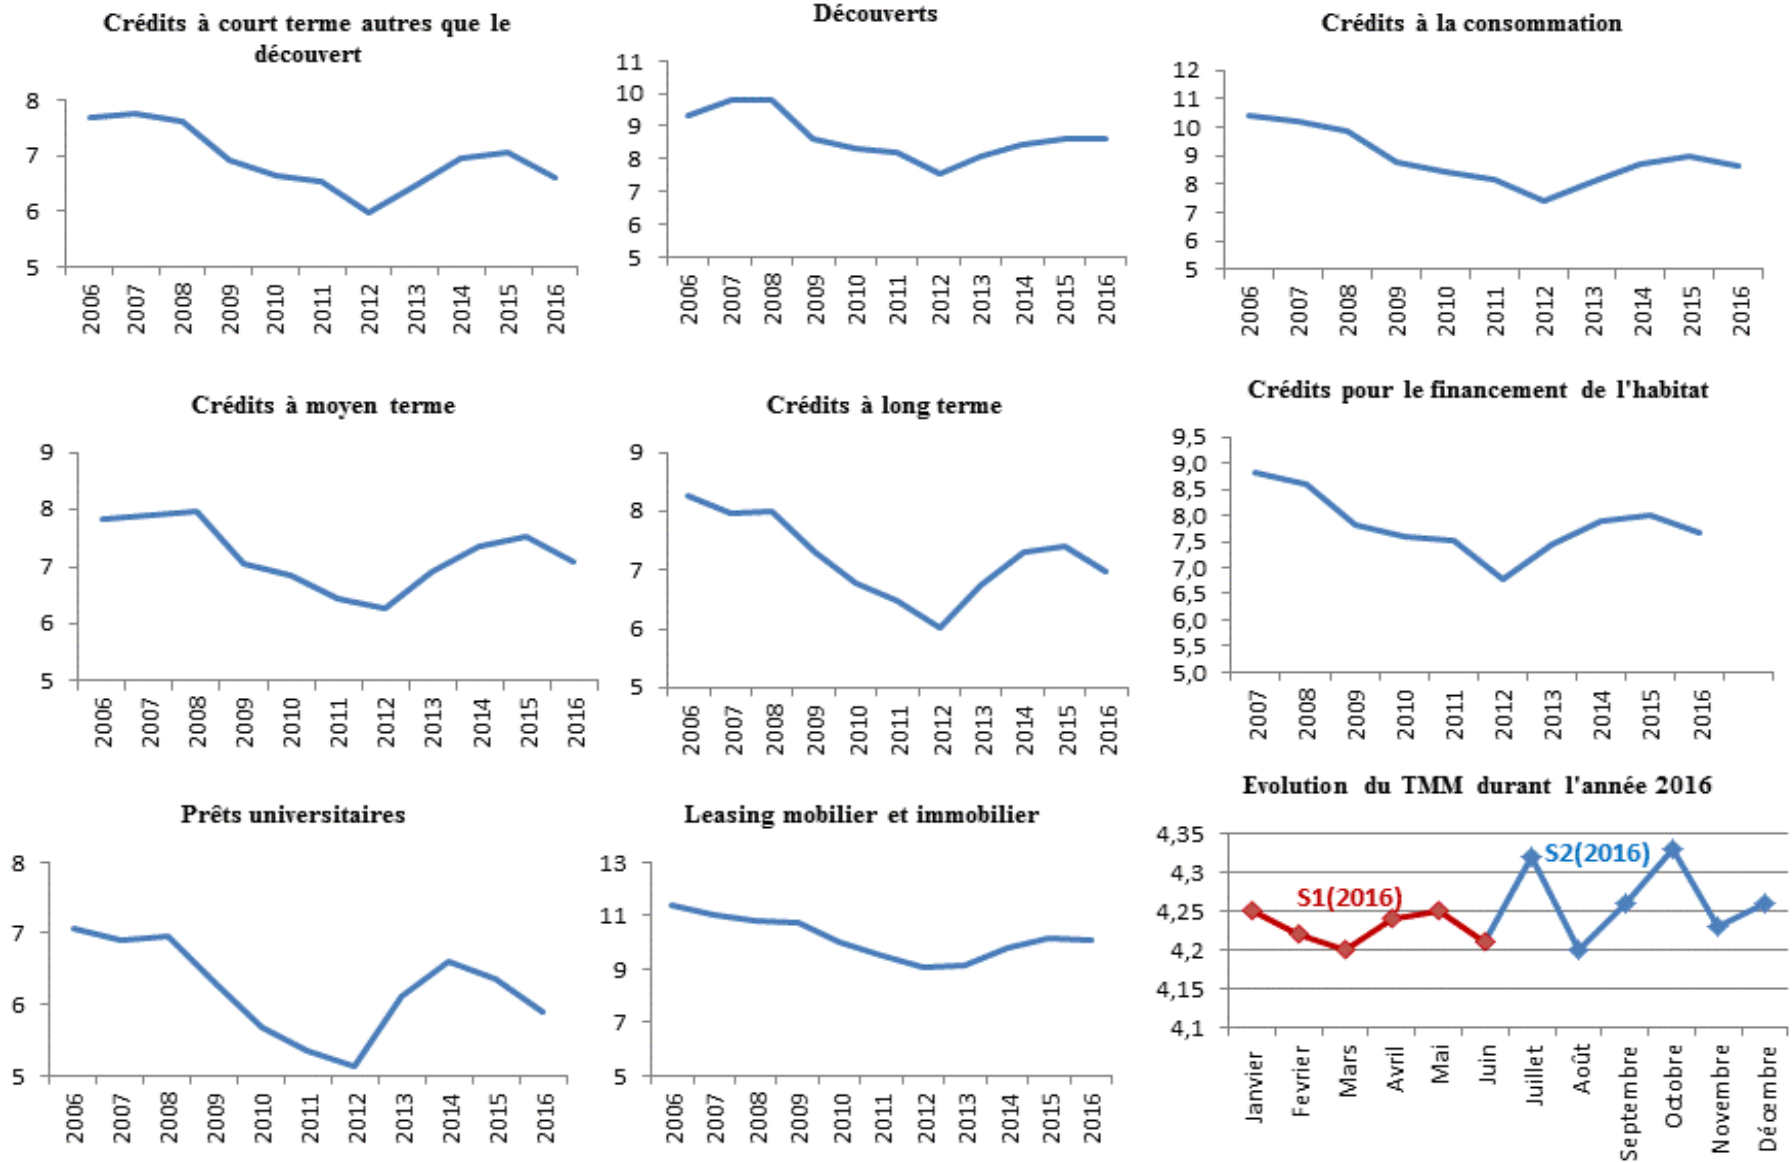 Crédits à court terme autres que le
découvert
8
7
6
5
2006 2007 2008 2009 2010 2011 2012 2013 2014 2015 2016
Découverts
11
10
9
8
7
6
5
2006 2007 2008 2009 2010 2011 2012 2013 2014 2015 2016
Crédits à la consommation
12
11
10
9
8
7
6
5
2006 2007 2008 2009 2010 2011 2012 2013 2014 2015 2016
Crédits à moyen terme
9
8
7
6
5
2006 2007 2008 2009 2010 2011 2012 2013 2014 2015 2016
Crédits à long terme
9
8
7
6
5
2006 2007 2008 2009 2010 2011 2012 2013 2014 2015 2016
Crédits pour le financement de l'habitat
9,5
9,0
8,5
8,0
7,5
7,0
6,5
6,0
5,5
5,0
2007 2008 2009 2010 2011 2012 2013 2014 2015 2016
Prêts universitaires
8
7
6
5
2006 2007 2008 2009 2010 2011 2012 2013 2014 2015 2016
Leasing mobilier et immobilier
13
11
9
7
5
2006 2007 2008 2009 2010 2011 2012 2013 2014 2015 2016
Evolution du TMM durant l'année 2016
4,35
4,3
4,25
4,2
4,15
4,1
S1(2016)
S2(2016)
Janvier Fevrier Mars Avril Mai Juin Juillet Août Septembre Octobre Novembre Décembre